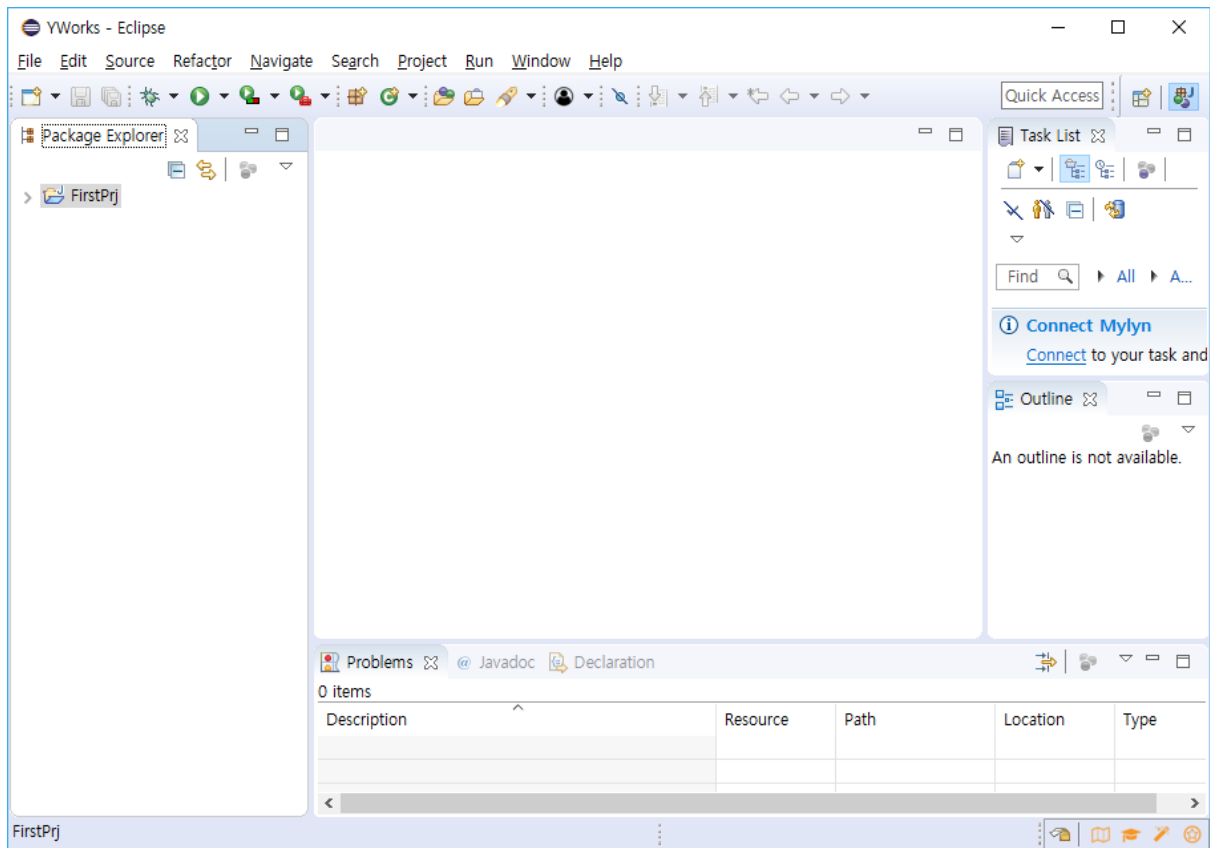 YWorks - Eclipse
File Edit Source Refactor Navigate Search Project Run Window Help
Quick Access
Package Explorer
FirstPrj
Task List
Find All A...
Connect Mylyn
Connect to your task and
Outline
An outline is not available.
Problems @ Javadoc Declaration
0 items
Description Resource Path Location Type
FirstPrj